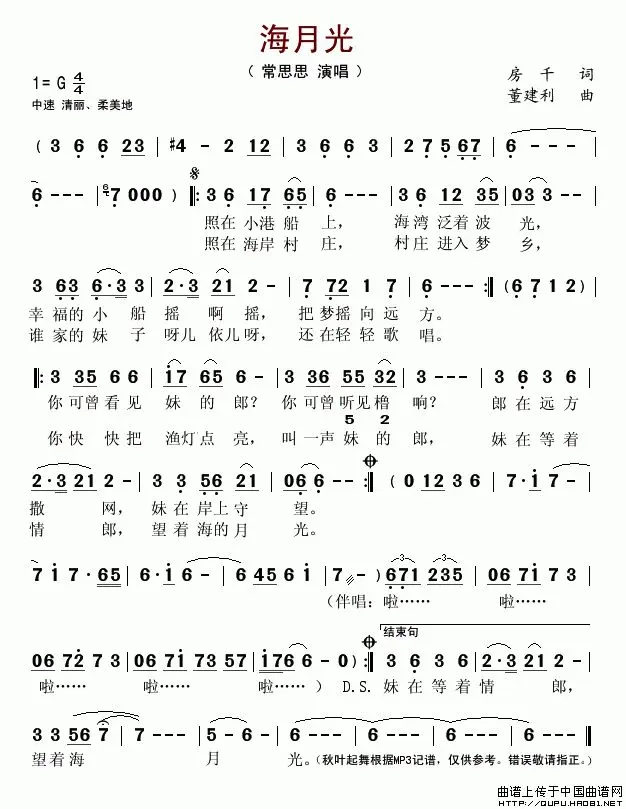 海月光
（ 常思思 演唱 ）
1= G 4/4
房 千 词
中速 清丽、柔美地
董建利 曲
( 3 6 6 23 | #4 - 2 12 | 3 6 6 3 | 2 7 5 67 | 6 - - - |
6 - - - | 7 0 0 0 ) 𝄋 ‖: 3 6 17 65 | 3 - - - | 3 6 12 35 | 03 3 - - |
照在 小港 船 上， 海湾 泛着 波 光，
照在 海岸 村 庄， 村庄 进入 梦 乡，
3 63 6·3 23 | 3 23 21 2 - | 7 72 1 7 | 6 - - - :‖ ( 6 7 1 2 )
幸 福的 小 船 摇 啊 摇， 把 梦摇 向 远 方。
谁 家的 妹 子 呀儿 依儿 呀， 还 在轻 轻 歌 唱。
‖: 3 35 6 6 | 17 65 6 - | 3 36 55 32 | 3 - - - | 3 6 3 6 |
你 可曾 看 见 妹 的 郎？ 你 可曾 听见 橹 响？ 郎 在 远 方
5 2
你 快 快 把 渔灯 点 亮， 叫 一声 妹的 郎， 妹 在 等 着
2·3 21 2 - | 3 3 56 21 | 06 6 - - :‖ ( 0 12 3 6 | 7·1 7 - |
撒 网， 妹 在 岸上 守 望。
情 郎， 望 着 海的 月 光。
7 1 7· 65 | 6·1 6 - | 6 45 6 1 | 7 - - ) 671 235 | 06 71 7 3 |
（伴唱：啦…… 啦……
结束句
06 72 7 3 | 06 71 73 57 | 176 6 - 0 ) :‖ 3 6 3 6 | 2·3 21 2 - |
啦…… 啦…… 啦…… ） D.S. 妹 在 等 着 情 郎，
3 3 56 7 | 7 - - - | 6 - - - | 6 - - - ‖
望 着 海 月 光。（秋叶起舞根据MP3记谱，仅供参考。错误敬请指正。）
曲谱上传于中国曲谱网
HTTP://QUPU.HAO81.NET